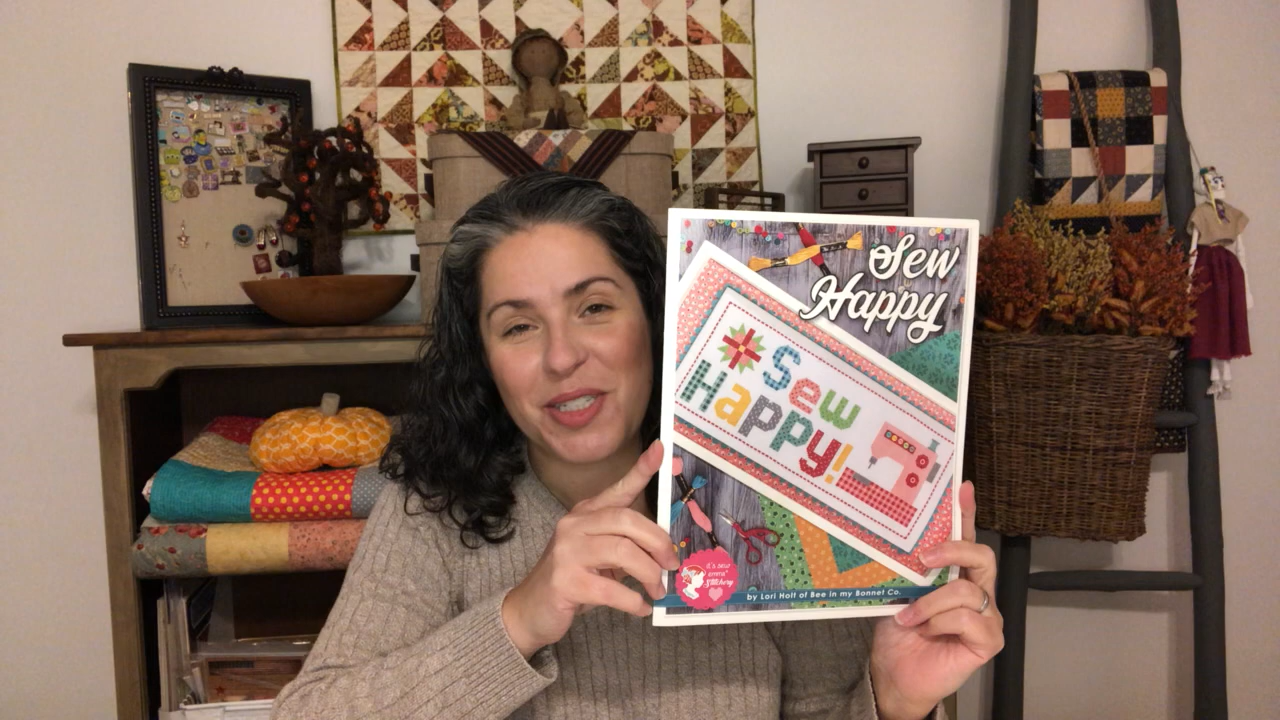 Sew
Happy
Sew
Happy!
it's sew
emma®
Stitchery
by Lori Holt of Bee in my Bonnet Co.